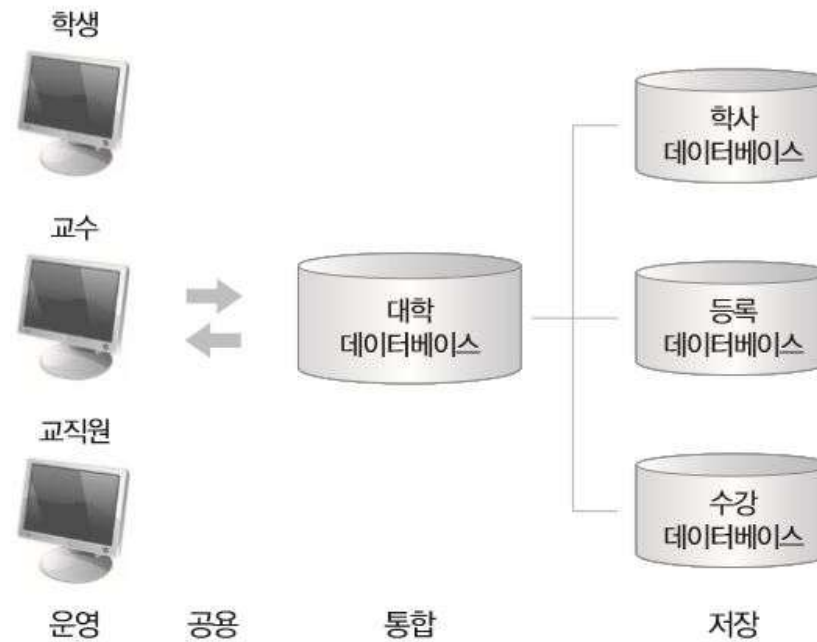 학생
교수
교직원
대학
데이터베이스
학사
데이터베이스
등록
데이터베이스
수강
데이터베이스
운영
공용
통합
저장